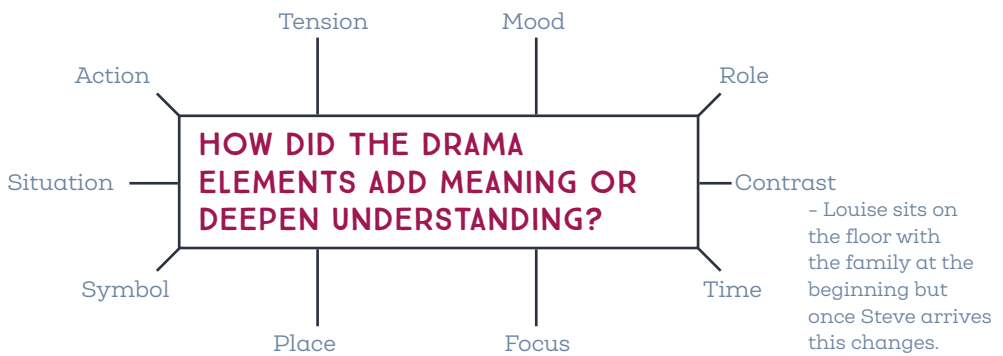 Tension
Mood
Action
Role
HOW DID THE DRAMA
ELEMENTS ADD MEANING OR
DEEPEN UNDERSTANDING?
Situation
Contrast
- Louise sits on
the floor with
the family at the
beginning but
once Steve arrives
this changes.
Symbol
Time
Place
Focus